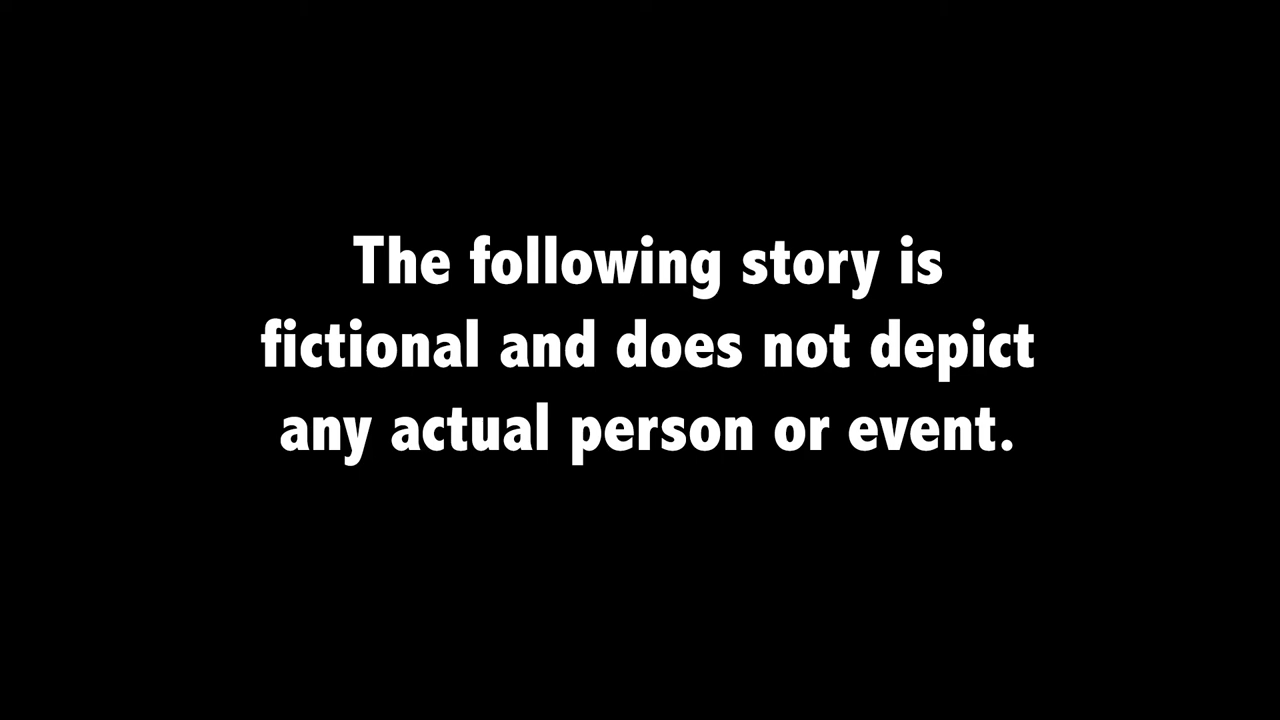 The following story is
fictional and does not depict
any actual person or event.